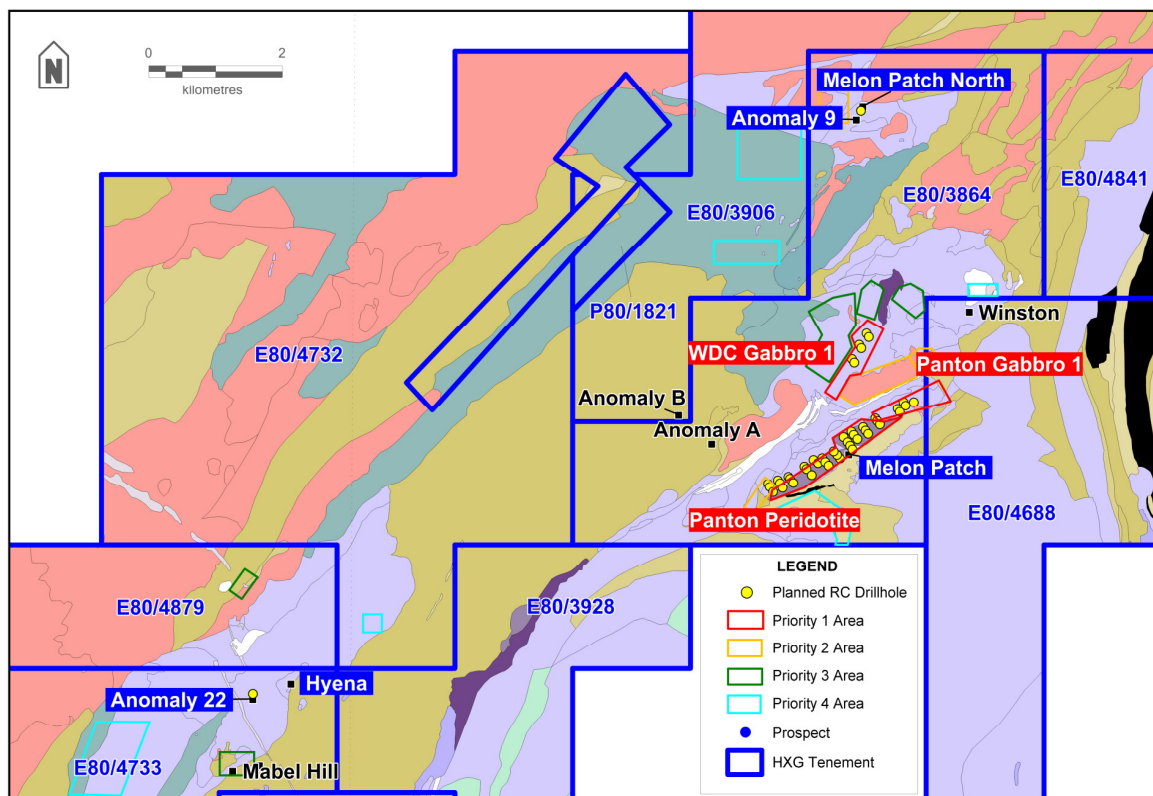 N
0 2
kilometres
Melon Patch North
Anomaly 9
E80/3864
E80/4841
E80/3906
P80/1821
Winston
E80/4732
WDC Gabbro 1
Panton Gabbro 1
Anomaly B
Anomaly A
Melon Patch
Panton Peridotite
E80/4688
E80/4879
E80/3928
Hyena
Anomaly 22
E80/4733
Mabel Hill
LEGEND
Planned RC Drillhole
Priority 1 Area
Priority 2 Area
Priority 3 Area
Priority 4 Area
Prospect
HXG Tenement